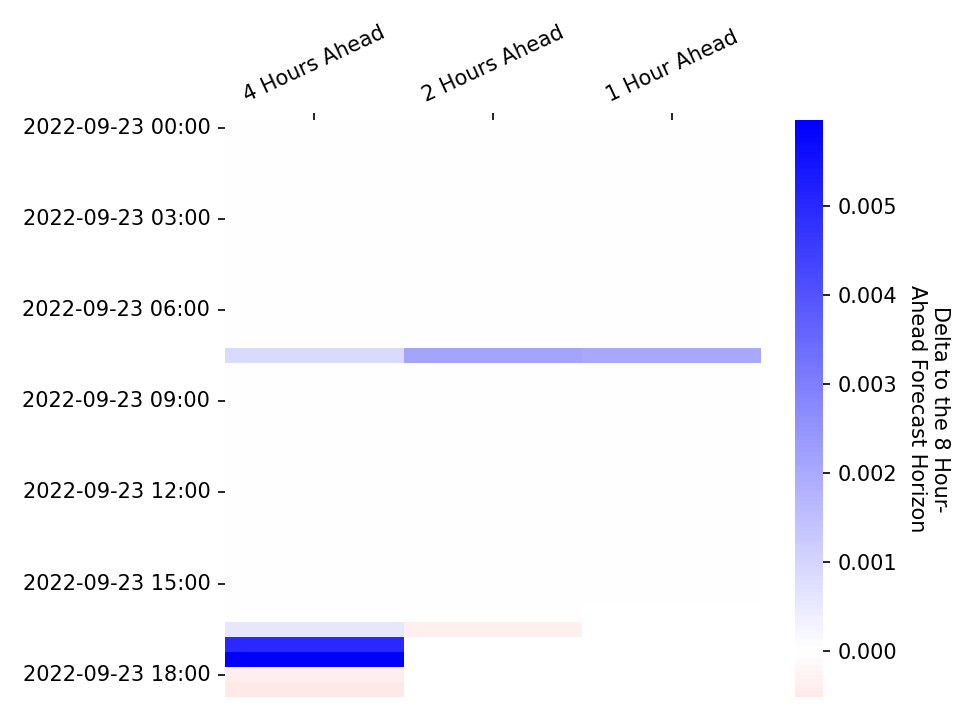 4 Hours Ahead
2 Hours Ahead
1 Hour Ahead
2022-09-23 00:00
2022-09-23 03:00
2022-09-23 06:00
2022-09-23 09:00
2022-09-23 12:00
2022-09-23 15:00
2022-09-23 18:00
0.005
0.004
0.003
0.002
0.001
0.000
Delta to the 8 Hour-
Ahead Forecast Horizon